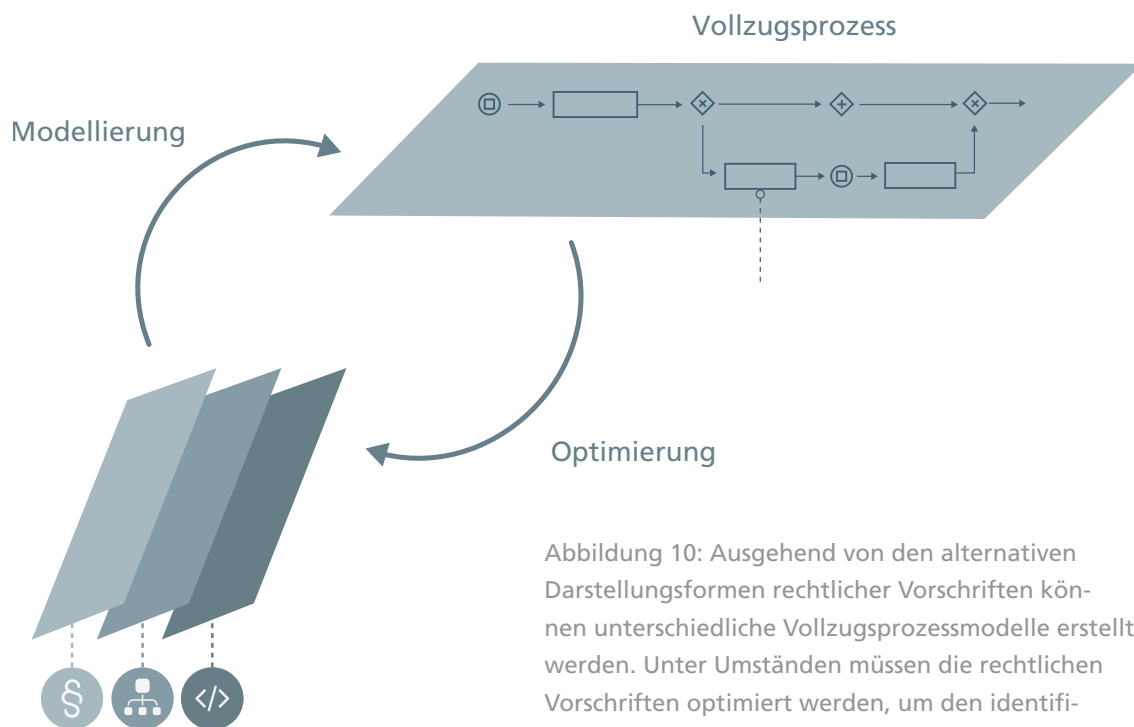 Vollzugsprozess
Modellierung
Optimierung
Abbildung 10: Ausgehend von den alternativen
Darstellungsformen rechtlicher Vorschriften kön-
nen unterschiedliche Vollzugsprozessmodelle erstellt
werden. Unter Umständen müssen die rechtlichen
Vorschriften optimiert werden, um den identifi-
§
</>